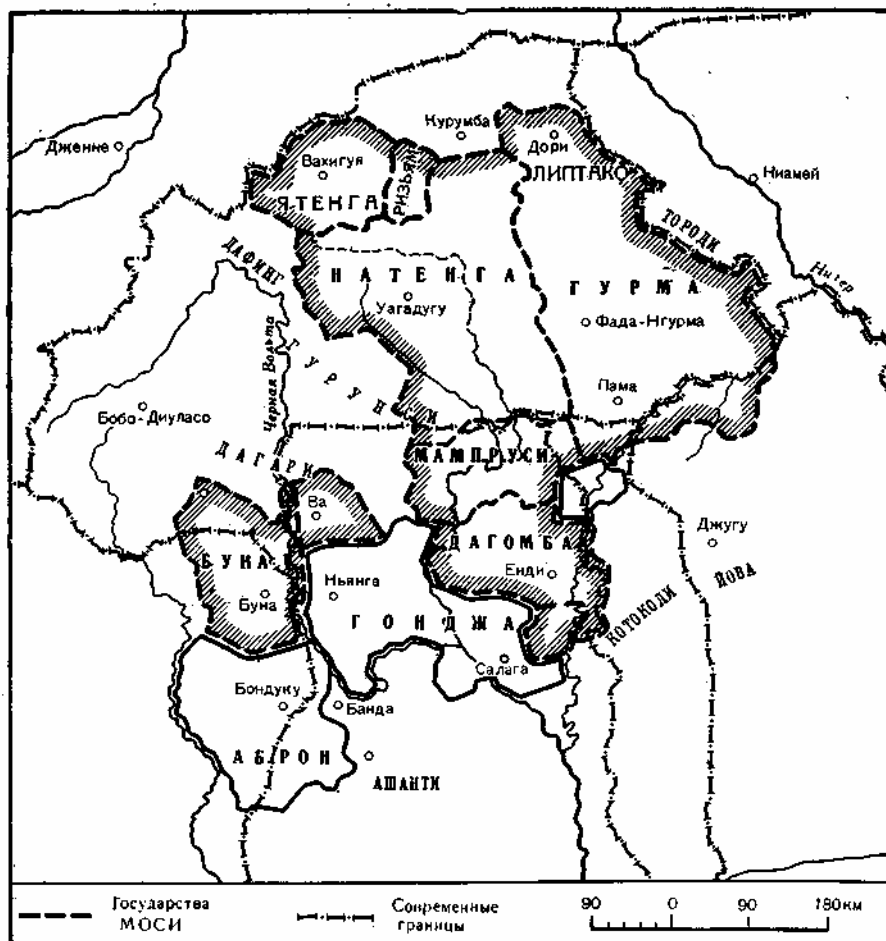 Дженне
Курумба
Дори
Вахигуя
ЛИПТАКО
Ниамей
ЯТЕНГА
РИЗЬЯМ
ТОРОДИ
ДАФИНГ
НАТЕНГА
ГУРМА
Нигер
Уагадугу
Фада-Нгурма
Черная Вольта
ГУРУНСИ
Пама
Бобо-Диуласо
МАМПРУСИ
ДАГАРИ
Ва
ДАГОМБА
Джугу
БУНА
Енди
Буна
Ньянга
КОТОКОЛИ
ГОНДЖА
Салага
Бондуку
Банда
АБРОН
АШАНТИ
Государства
МОСИ
Современные
границы
90 0 90 180 км